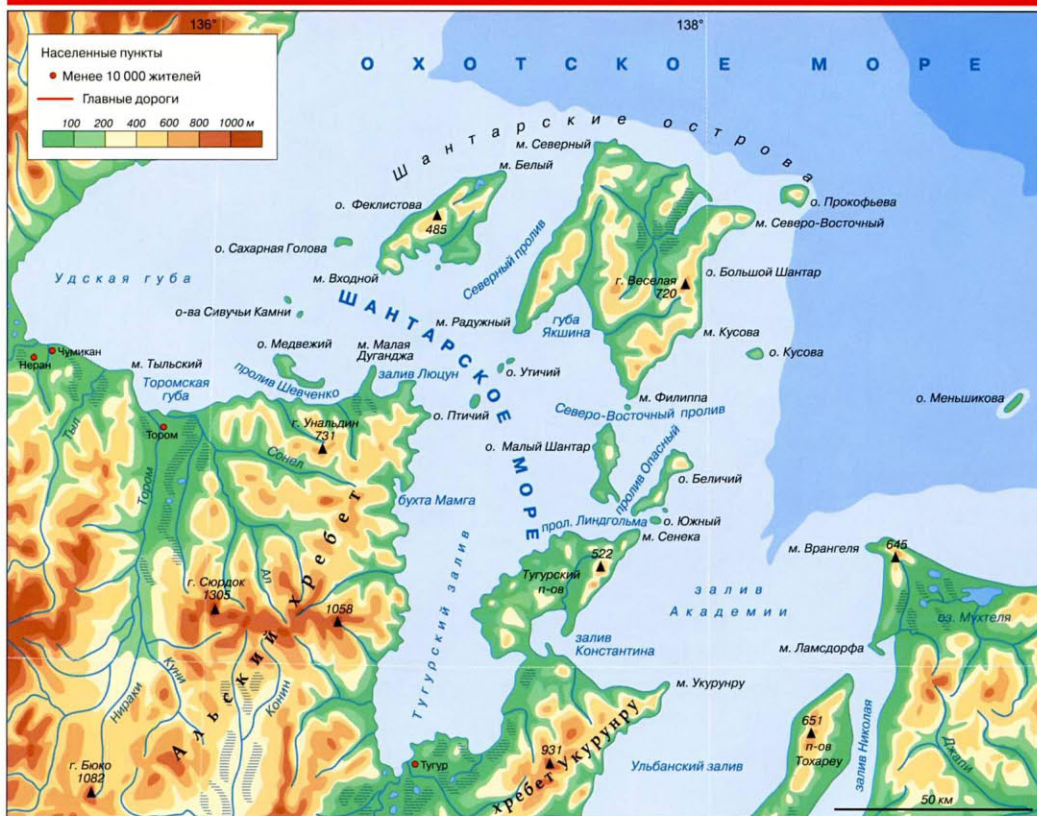 136°
138°
Населенные пункты
Менее 10 000 жителей
Главные дороги
100 200 400 600 800 1000 м
ОХОТСКОЕ МОРЕ
Шантарские острова
м. Северный
м. Белый
о. Прокофьева
о. Феклистова
485
м. Северо-Восточный
о. Сахарная Голова
Северный пролив
м. Входной
г. Веселая
720
о. Большой Шантар
Удская губа
ШАНТАРСКОЕ МОРЕ
о-ва Сивучьи Камни
м. Радужный
губа
Якшина
м. Кусова
о. Кусова
Чумикан
Неран
м. Тыльский
о. Медвежий
м. Малая
Дуганджа
Торомская
губа
пролив Шевченко
залив Люцун
о. Утичий
м. Филиппа
о. Меньшикова
о. Птичий
Северо-Восточный пролив
Тыл
Тором
г. Унальдин
731
Сонел
о. Малый Шантар
пролив Опасный
о. Беличий
Тором
бухта Мамга
прол. Линдгольма
о. Южный
м. Сенека
522
м. Врангеля
645
Тугурский
п-ов
г. Сюрдок
1305
Ал
1058
залив
Академии
оз. Мухтеля
Альский хребет
Тугурский залив
залив
Константина
м. Ламсдорфа
Куни
Нираки
Конин
м. Укурунру
651
п-ов
Тохареу
залив Николая
Джапи
г. Бюко
1082
Тугур
931
хребет Укурунру
Ульбанский залив
50 км